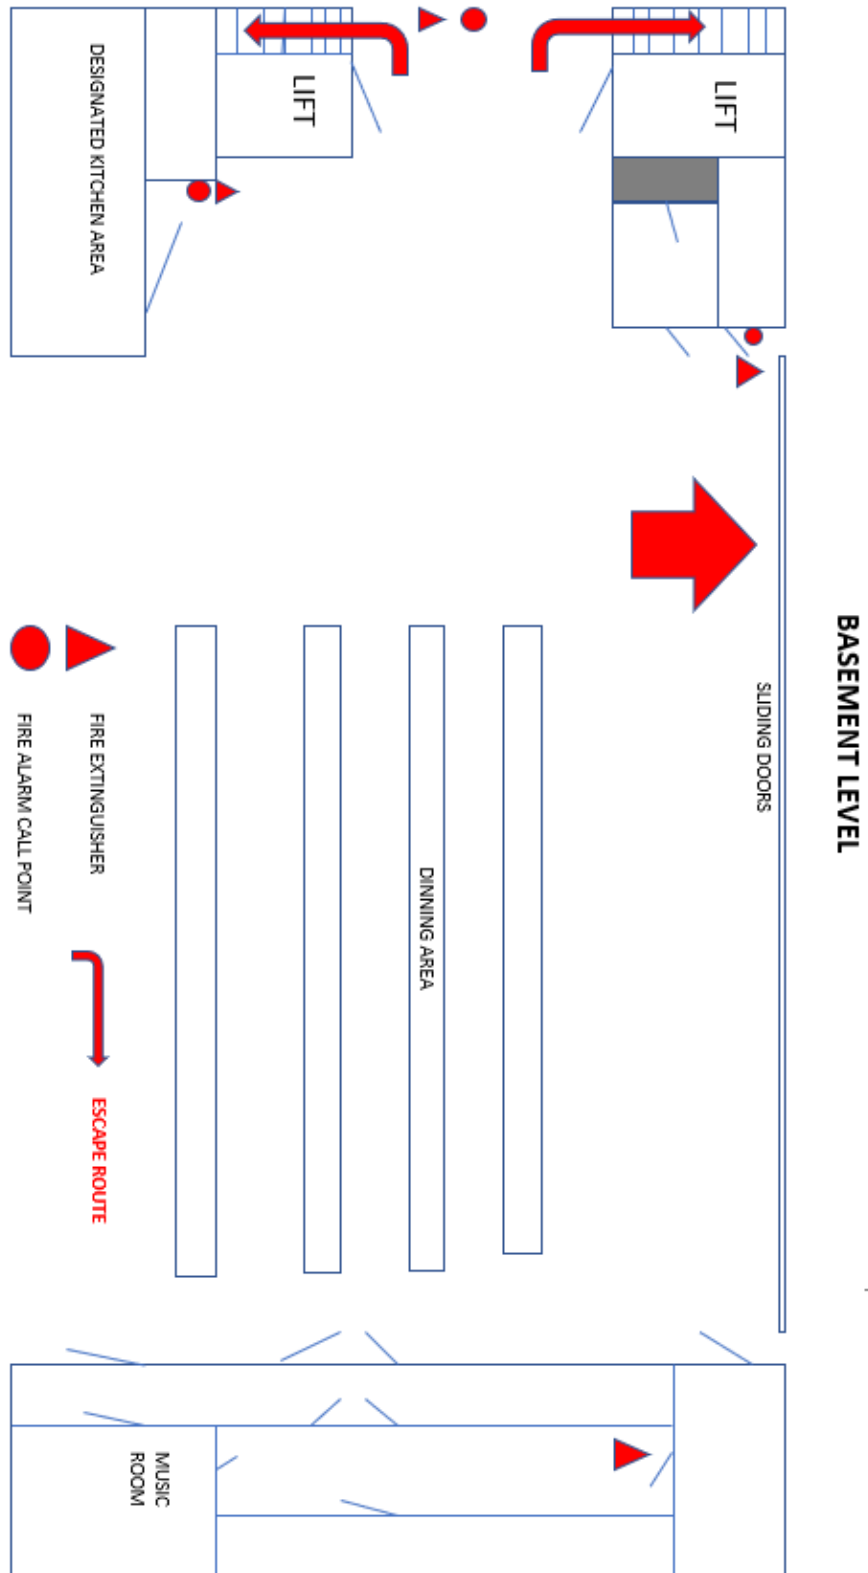 BASEMENT LEVEL
SLIDING DOORS
LIFT
DINNING AREA
LIFT
MUSIC
ROOM
DESIGNATED KITCHEN AREA
FIRE EXTINGUISHER
ESCAPE ROUTE
FIRE ALARM CALL POINT